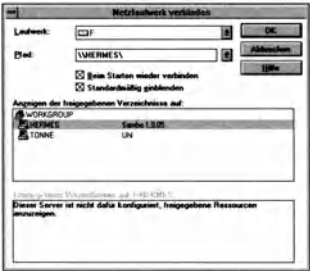 Netzlaufwerk verbinden
Laufwerk: F
OK
Pfad: \\HERMES\
Abbrechen
Hilfe
Beim Starten wieder verbinden
Standardmäßig einblenden
Anzeigen der freigegebenen Verzeichnisse auf:
WORKGROUP
HERMES Samba 1.9.05
TONNE UN
Dieser Server ist nicht dafür konfiguriert, freigegebene Ressourcen
anzuzeigen.